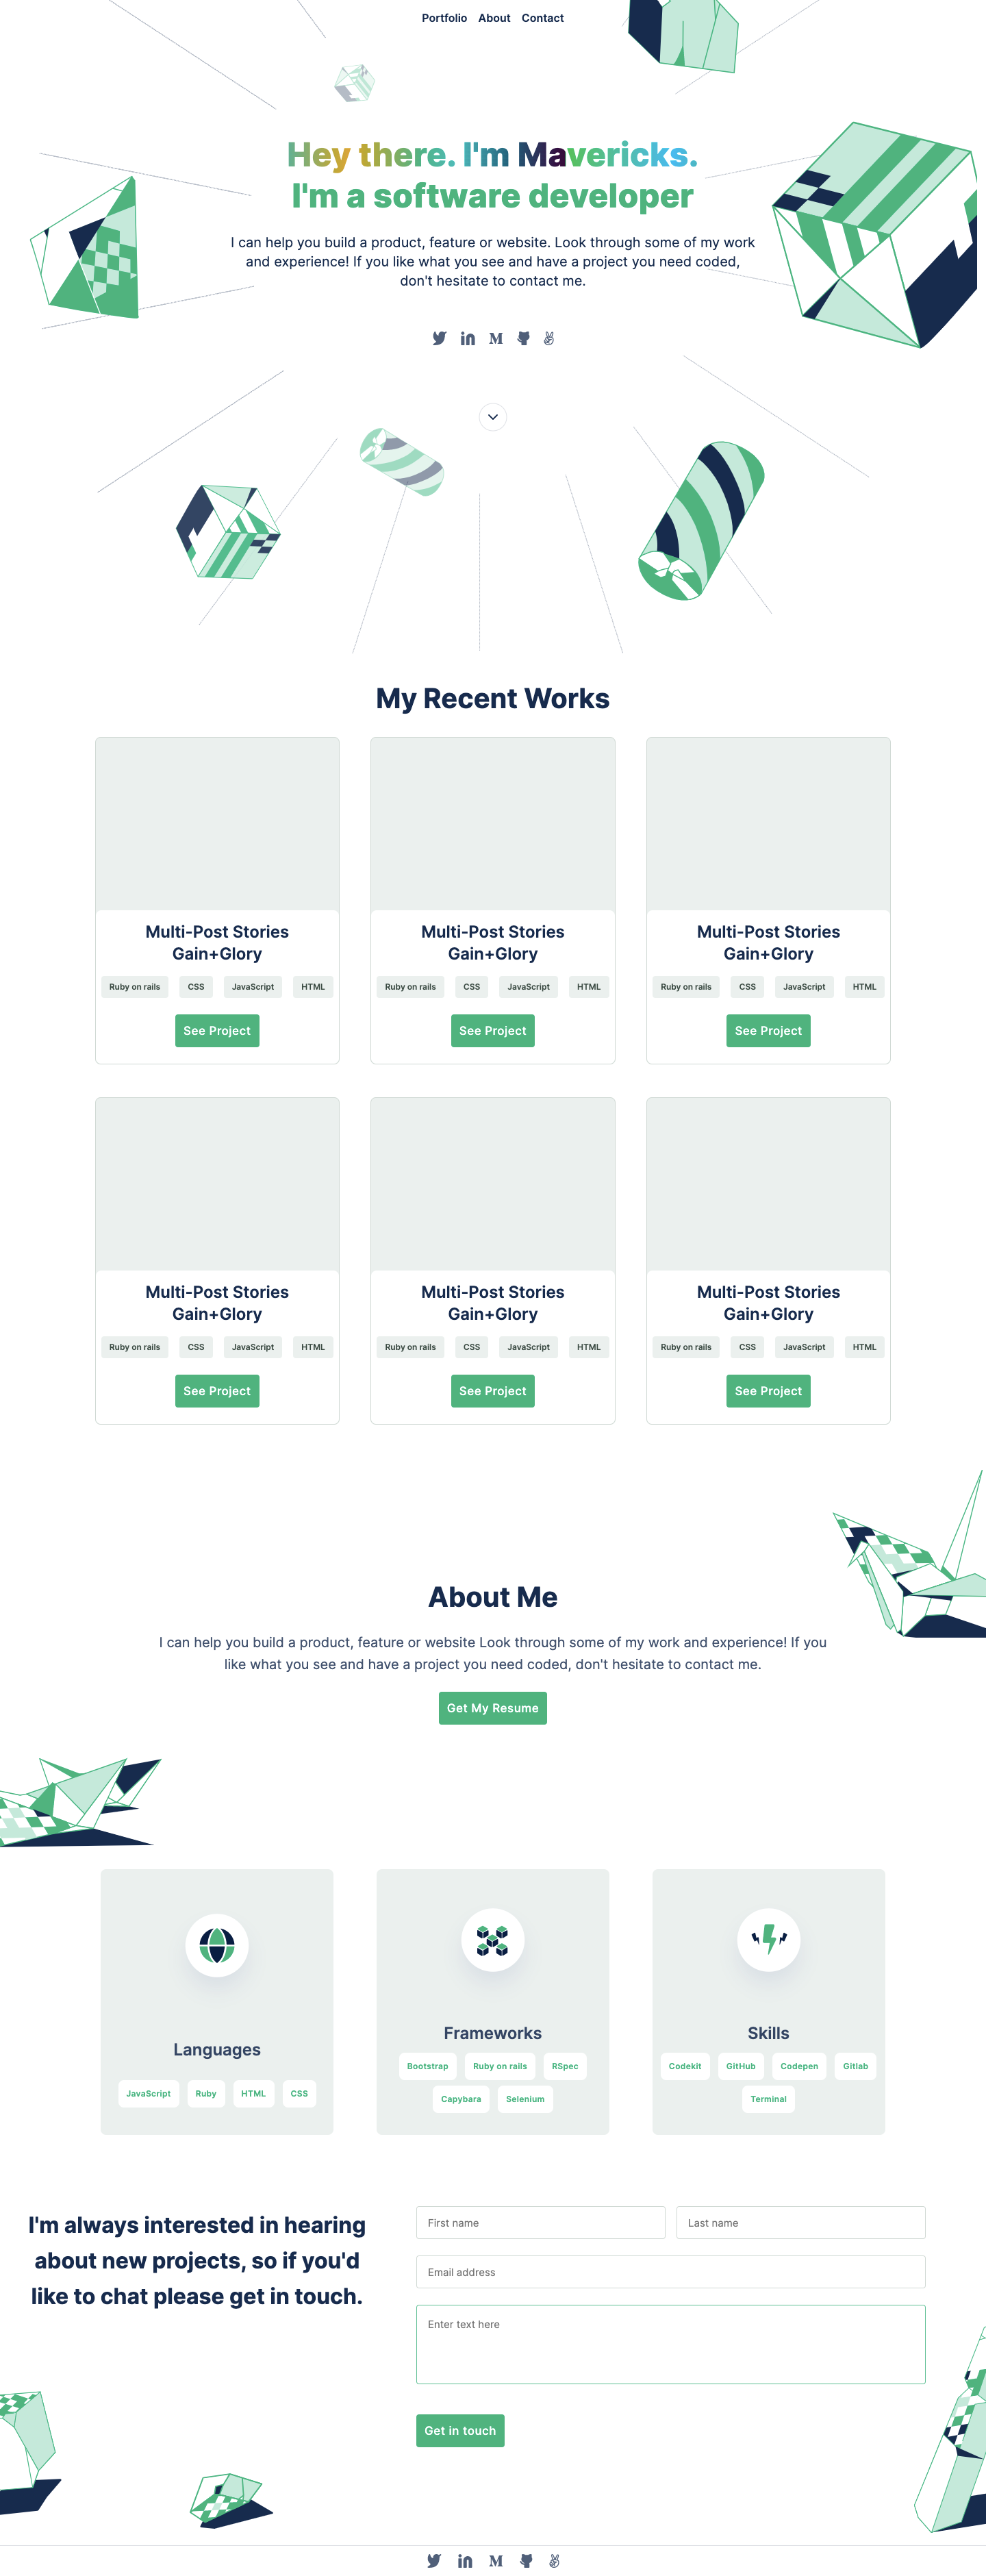 Portfolio About Contact
Hey there. I'm Mavericks.
I'm a software developer
I can help you build a product, feature or website. Look through some of my work
and experience! If you like what you see and have a project you need coded,
don't hesitate to contact me.
My Recent Works
Multi-Post Stories
Gain+Glory
Ruby on rails CSS JavaScript HTML
See Project
Multi-Post Stories
Gain+Glory
Ruby on rails CSS JavaScript HTML
See Project
Multi-Post Stories
Gain+Glory
Ruby on rails CSS JavaScript HTML
See Project
Multi-Post Stories
Gain+Glory
Ruby on rails CSS JavaScript HTML
See Project
Multi-Post Stories
Gain+Glory
Ruby on rails CSS JavaScript HTML
See Project
Multi-Post Stories
Gain+Glory
Ruby on rails CSS JavaScript HTML
See Project
About Me
I can help you build a product, feature or website Look through some of my work and experience! If you
like what you see and have a project you need coded, don't hesitate to contact me.
Get My Resume
Languages
JavaScript Ruby HTML CSS
Frameworks
Bootstrap Ruby on rails RSpec
Capybara Selenium
Skills
Codekit GitHub Codepen Gitlab
Terminal
I'm always interested in hearing
about new projects, so if you'd
like to chat please get in touch.
First name Last name
Email address
Enter text here
Get in touch